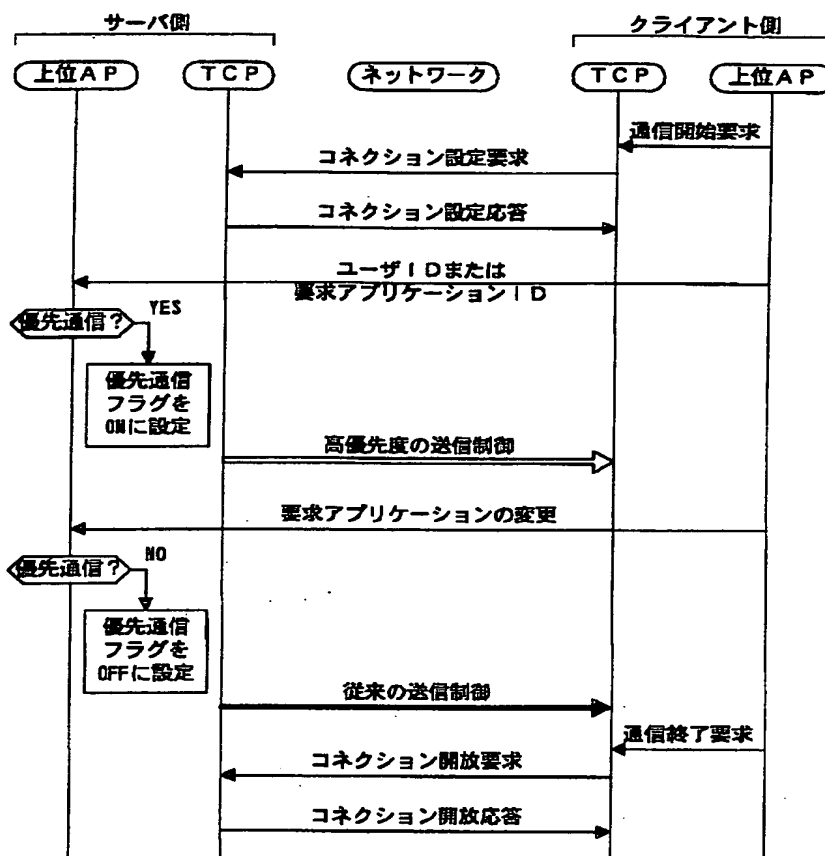 サーバ側
クライアント側
上位AP
TCP
ネットワーク
TCP
上位AP
通信開始要求
コネクション設定要求
コネクション設定応答
ユーザIDまたは
要求アプリケーションID
優先通信?
YES
優先通信
フラグを
ONに設定
高優先度の送信制御
要求アプリケーションの変更
優先通信?
NO
優先通信
フラグを
OFFに設定
従来の送信制御
通信終了要求
コネクション開放要求
コネクション開放応答